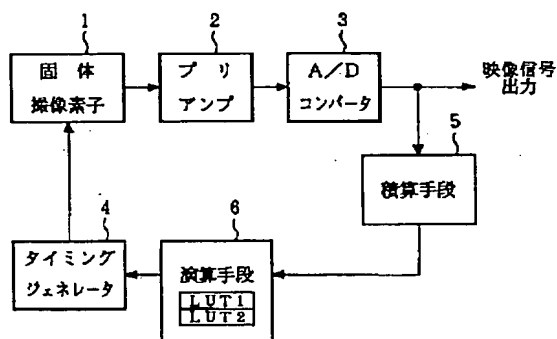 1
固体
撮像素子
2
プリ
アンプ
3
A/D
コンバータ
映像信号
出力
5
積算手段
4
タイミング
ジェネレータ
6
演算手段
LUT1
LUT2